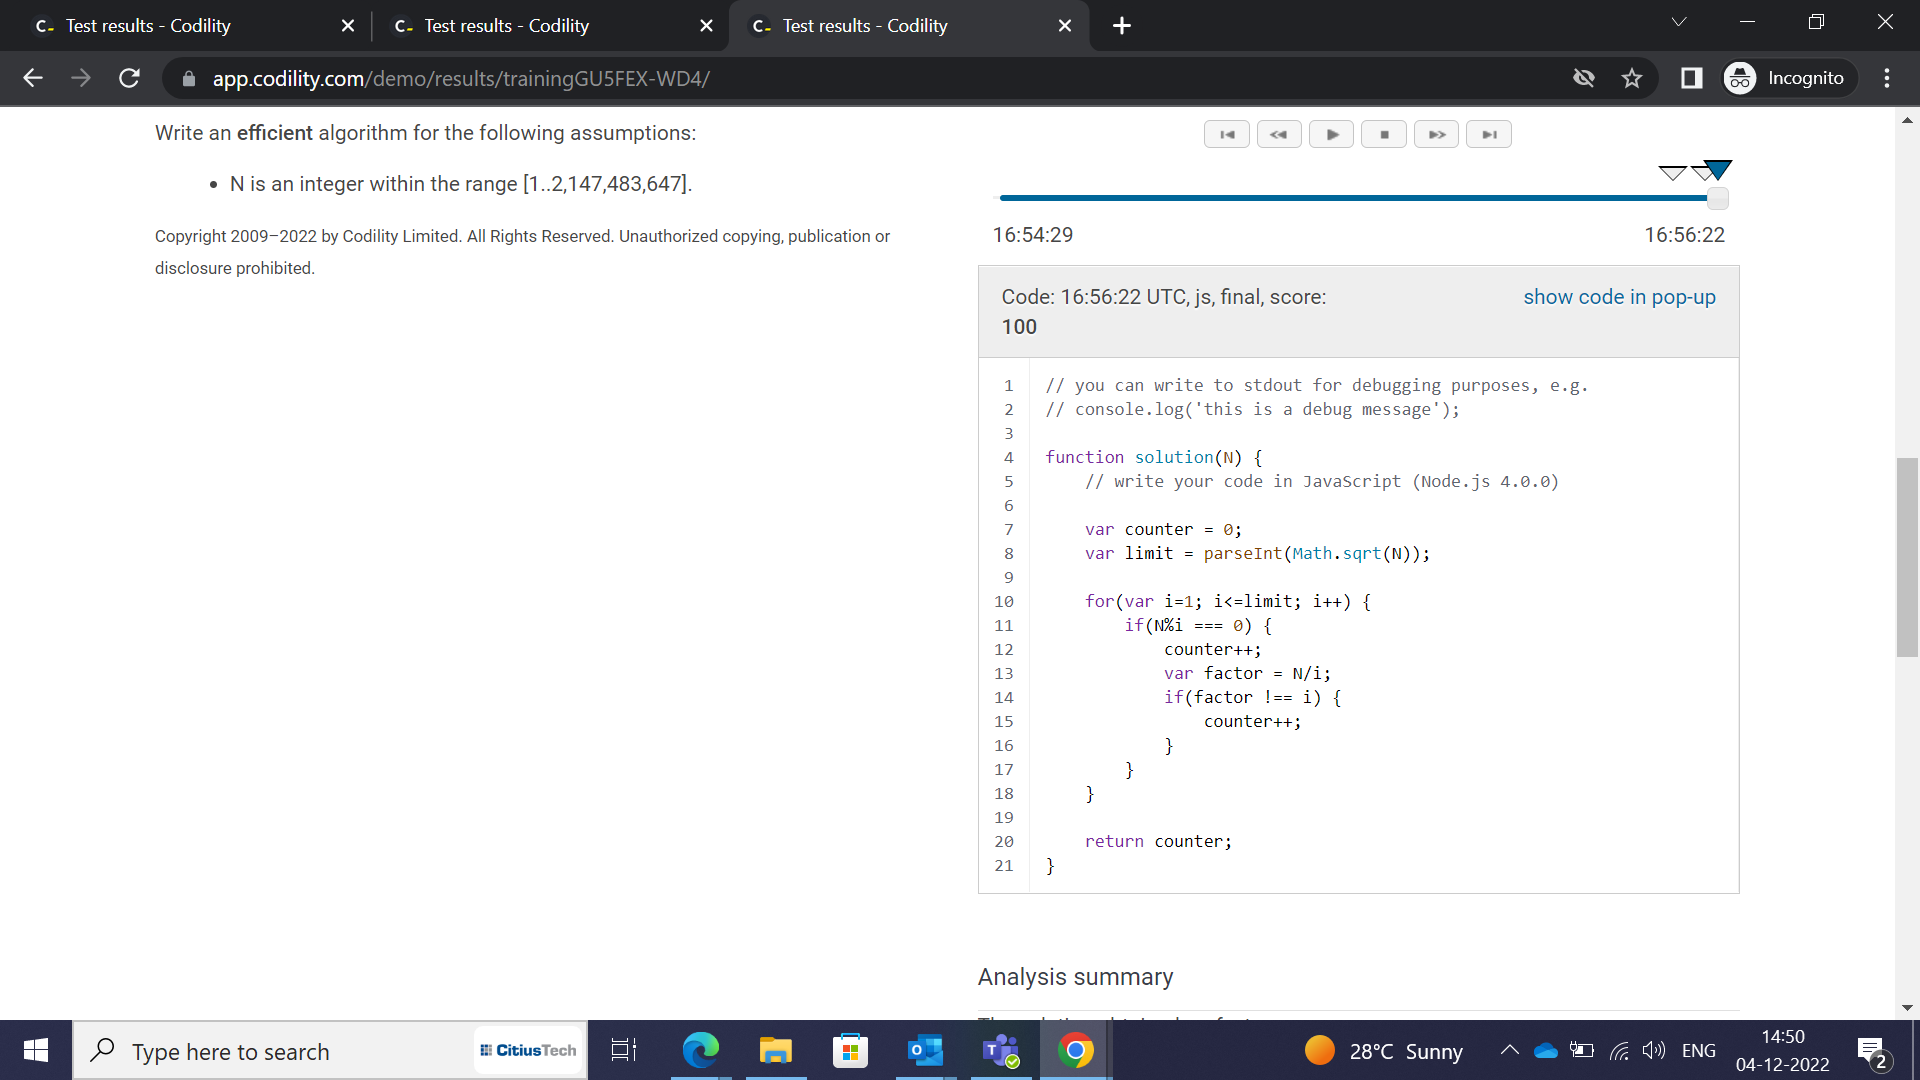 Test results - Codility
Test results - Codility
Test results - Codility
app.codility.com/demo/results/trainingGU5FEX-WD4/
Incognito
Write an efficient algorithm for the following assumptions:
• N is an integer within the range [1..2,147,483,647].
Copyright 2009–2022 by Codility Limited. All Rights Reserved. Unauthorized copying, publication or
disclosure prohibited.
16:54:29
16:56:22
Code: 16:56:22 UTC, js, final, score:
100
show code in pop-up
1 // you can write to stdout for debugging purposes, e.g.
2 // console.log('this is a debug message');
3
4 function solution(N) {
5     // write your code in JavaScript (Node.js 4.0.0)
6
7     var counter = 0;
8     var limit = parseInt(Math.sqrt(N));
9
10     for(var i=1; i<=limit; i++) {
11         if(N%i === 0) {
12             counter++;
13             var factor = N/i;
14             if(factor !== i) {
15                 counter++;
16             }
17         }
18     }
19
20     return counter;
21 }
Analysis summary
Type here to search
CitiusTech
28°C Sunny
ENG
14:50
04-12-2022
2